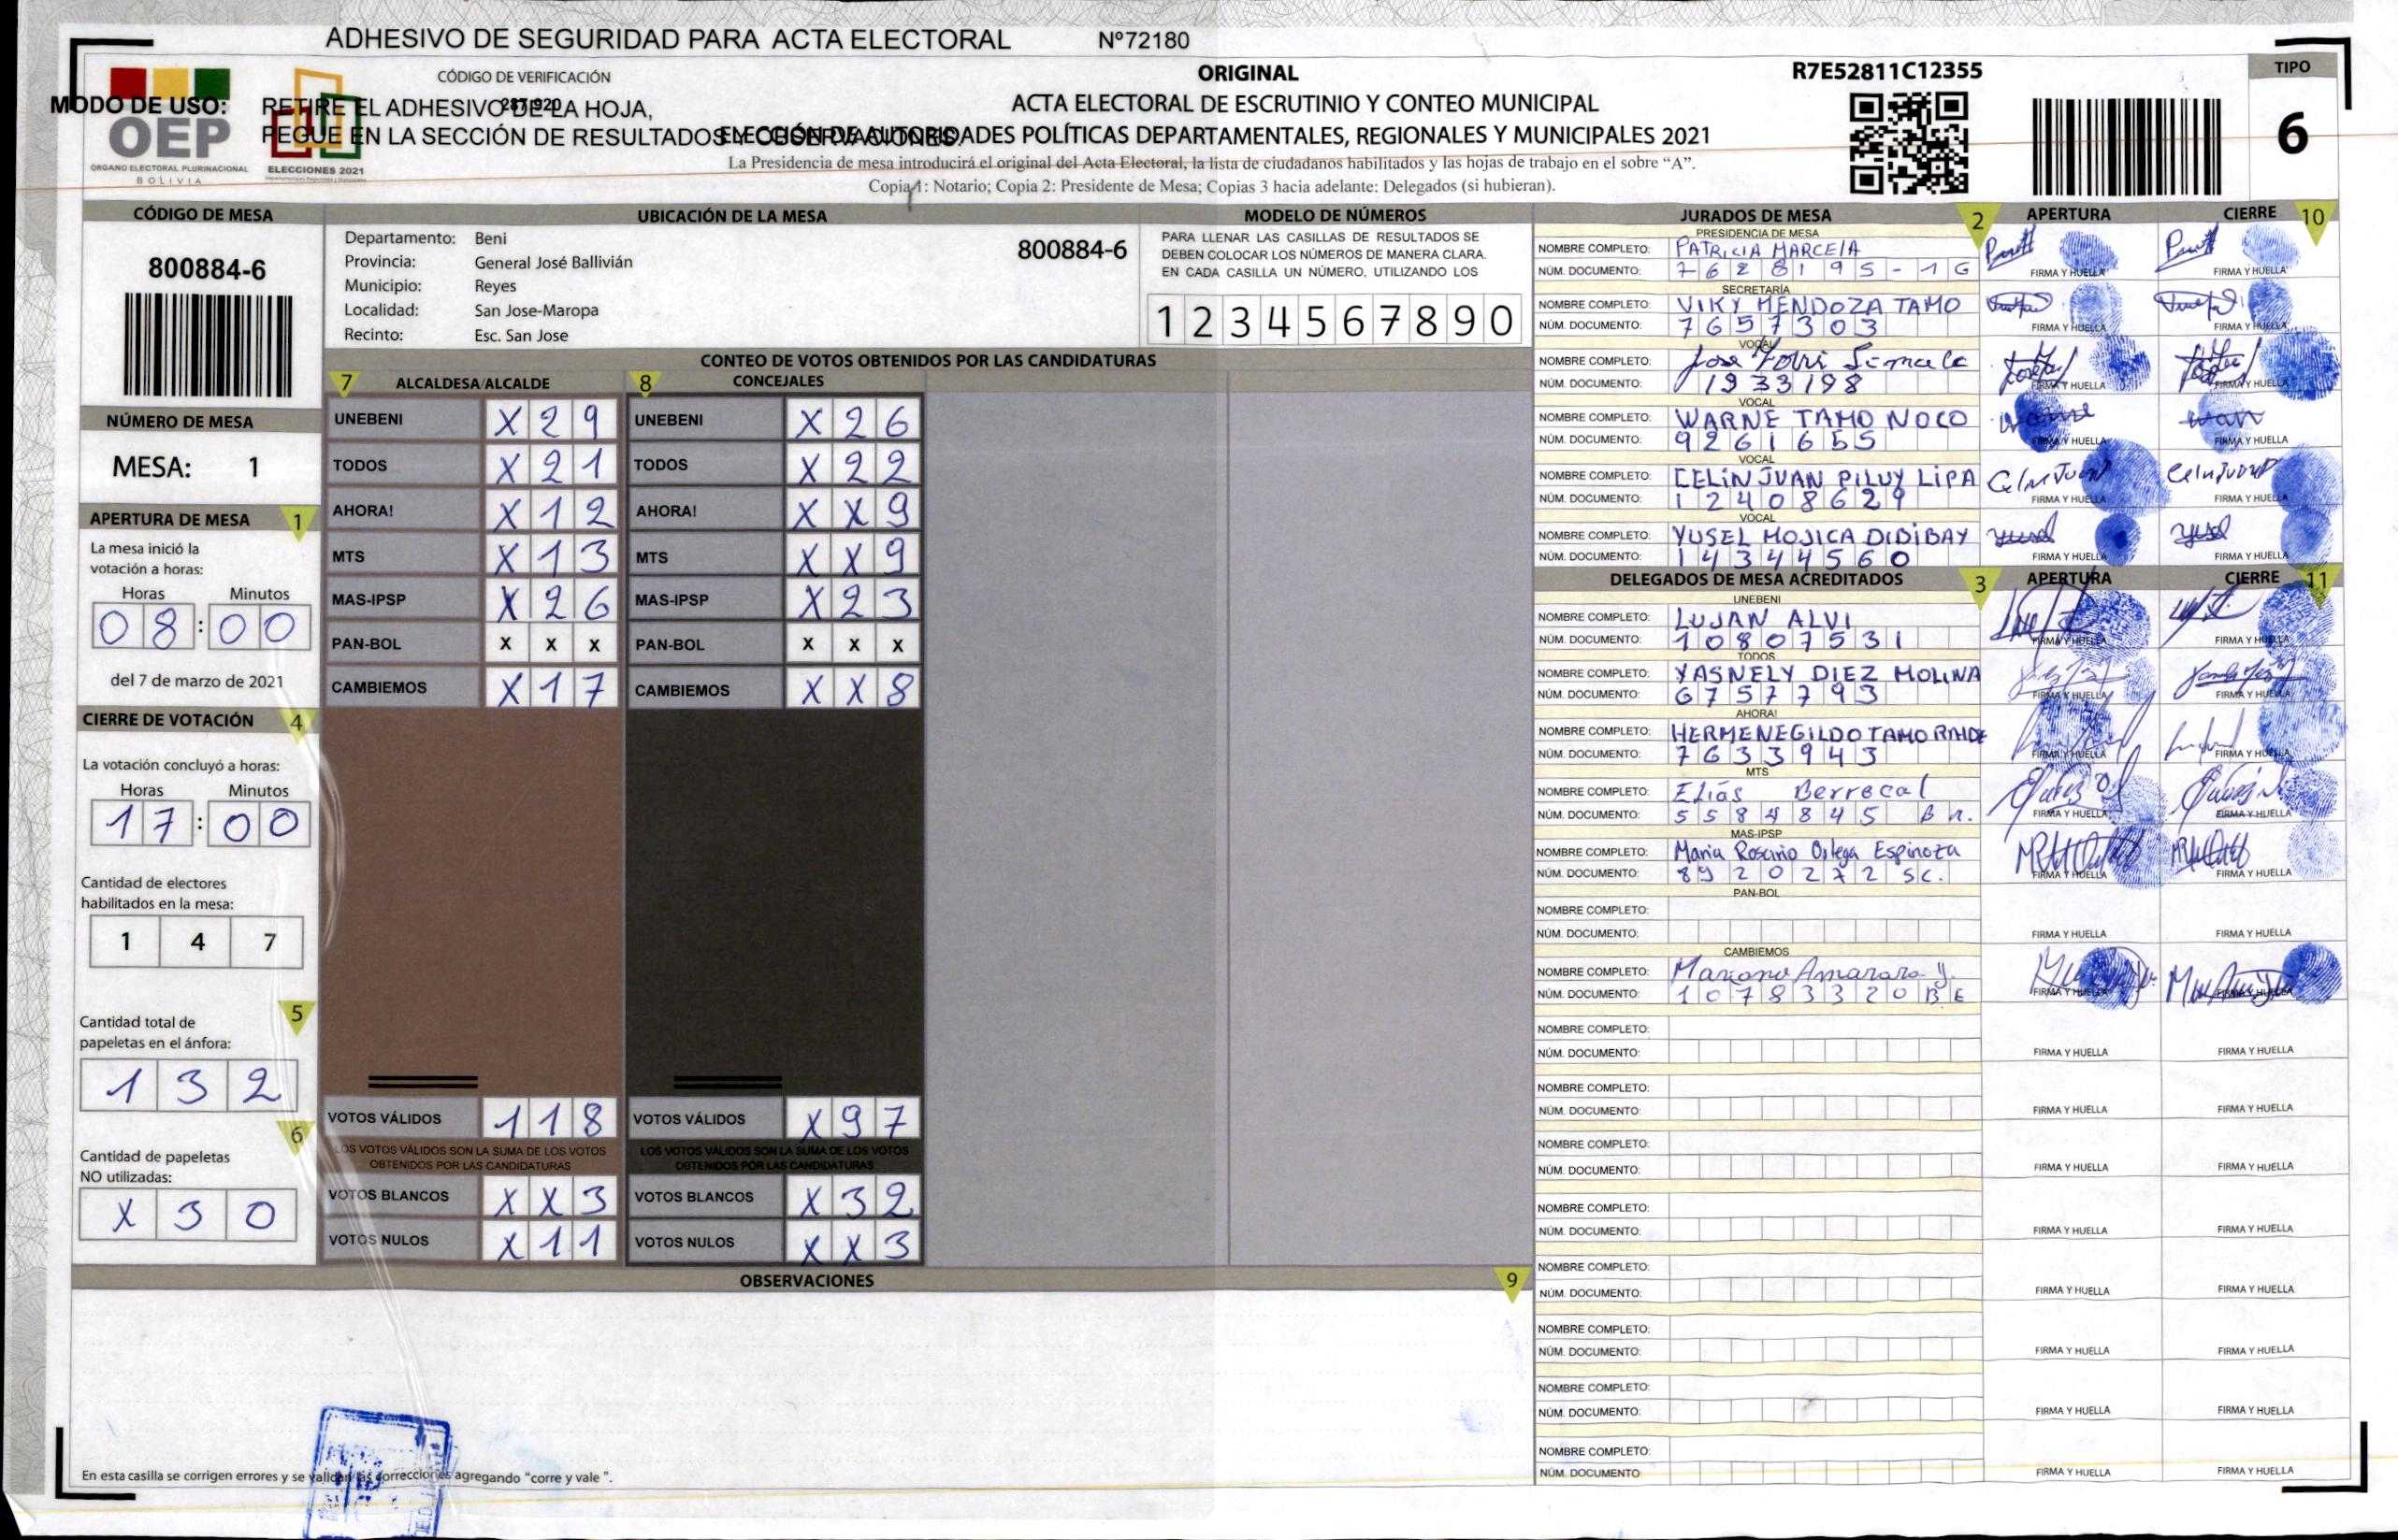 ADHESIVO DE SEGURIDAD PARA ACTA ELECTORAL Nº72180
CÓDIGO DE VERIFICACIÓN
287,920
MODO DE USO: RETIRE EL ADHESIVO DE LA HOJA,
PEGUE EN LA SECCIÓN DE RESULTADOS Y OBSERVACIONES.
OEP
ÓRGANO ELECTORAL PLURINACIONAL
BOLIVIA
ELECCIONES 2021
ORIGINAL
ACTA ELECTORAL DE ESCRUTINIO Y CONTEO MUNICIPAL
ELECCIÓN DE AUTORIDADES POLÍTICAS DEPARTAMENTALES, REGIONALES Y MUNICIPALES 2021
La Presidencia de mesa introducirá el original del Acta Electoral, la lista de ciudadanos habilitados y las hojas de trabajo en el sobre “A”.
Copia 1: Notario; Copia 2: Presidente de Mesa; Copias 3 hacia adelante: Delegados (si hubieran).
R7E52811C12355
TIPO
6
CÓDIGO DE MESA
800884-6
NÚMERO DE MESA
MESA: 1
APERTURA DE MESA 1
La mesa inició la
votación a horas:
Horas Minutos
08:00
del 7 de marzo de 2021
CIERRE DE VOTACIÓN 4
La votación concluyó a horas:
Horas Minutos
17:00
Cantidad de electores
habilitados en la mesa:
1 4 7
5
Cantidad total de
papeletas en el ánfora:
1 3 2
6
Cantidad de papeletas
NO utilizadas:
X 3 0
UBICACIÓN DE LA MESA
Departamento: Beni
800884-6
Provincia: General José Ballivián
Municipio: Reyes
Localidad: San Jose-Maropa
Recinto: Esc. San Jose
MODELO DE NÚMEROS
PARA LLENAR LAS CASILLAS DE RESULTADOS SE
DEBEN COLOCAR LOS NÚMEROS DE MANERA CLARA.
EN CADA CASILLA UN NÚMERO, UTILIZANDO LOS
1 2 3 4 5 6 7 8 9 0
CONTEO DE VOTOS OBTENIDOS POR LAS CANDIDATURAS
7 ALCALDESA/ALCALDE
UNEBENI X 2 9
TODOS X 2 1
AHORA! X 1 2
MTS X 1 3
MAS-IPSP X 2 6
PAN-BOL X X X
CAMBIEMOS X 1 7
VOTOS VÁLIDOS 1 1 8
LOS VOTOS VÁLIDOS SON LA SUMA DE LOS VOTOS
OBTENIDOS POR LAS CANDIDATURAS
VOTOS BLANCOS X X 3
VOTOS NULOS X 1 1
8 CONCEJALES
UNEBENI X 2 6
TODOS X 2 2
AHORA! X X 9
MTS X X 9
MAS-IPSP X 2 3
PAN-BOL X X X
CAMBIEMOS X X 8
VOTOS VÁLIDOS X 9 7
LOS VOTOS VÁLIDOS SON LA SUMA DE LOS VOTOS
OBTENIDOS POR LAS CANDIDATURAS
VOTOS BLANCOS X 3 2
VOTOS NULOS X X 3
OBSERVACIONES 9
En esta casilla se corrigen errores y se validan las correcciones agregando “corre y vale ”.
JURADOS DE MESA 2 APERTURA CIERRE 10
PRESIDENCIA DE MESA
NOMBRE COMPLETO: PATRICIA MARCELA
NÚM. DOCUMENTO: 7628195-1G FIRMA Y HUELLA FIRMA Y HUELLA
SECRETARÍA
NOMBRE COMPLETO: VIKY MENDOZA TAMO
NÚM. DOCUMENTO: 7657303 FIRMA Y HUELLA FIRMA Y HUELLA
VOCAL
NOMBRE COMPLETO: Jose
NÚM. DOCUMENTO: 1933198 FIRMA Y HUELLA FIRMA Y HUELLA
VOCAL
NOMBRE COMPLETO: WARNE TAMO NOCO
NÚM. DOCUMENTO: 9261655 FIRMA Y HUELLA FIRMA Y HUELLA
VOCAL
NOMBRE COMPLETO: CELIN JUAN PILUY LIPA
NÚM. DOCUMENTO: 12408629 FIRMA Y HUELLA FIRMA Y HUELLA
VOCAL
NOMBRE COMPLETO: YUSEL MOJICA DIDIBAY
NÚM. DOCUMENTO: 14344560 FIRMA Y HUELLA FIRMA Y HUELLA
DELEGADOS DE MESA ACREDITADOS 3 APERTURA CIERRE 11
UNEBENI
NOMBRE COMPLETO: LUJAN ALVI
NÚM. DOCUMENTO: 10807531 FIRMA Y HUELLA FIRMA Y HUELLA
TODOS
NOMBRE COMPLETO: YASNELY DIEZ MOLINA
NÚM. DOCUMENTO: 6757793 FIRMA Y HUELLA FIRMA Y HUELLA
AHORA!
NOMBRE COMPLETO: HERMENEGILDO TAMO
NÚM. DOCUMENTO: 7633943 FIRMA Y HUELLA FIRMA Y HUELLA
MTS
NOMBRE COMPLETO: Elías Berrocal
NÚM. DOCUMENTO: 5584845 Bn. FIRMA Y HUELLA FIRMA Y HUELLA
MAS-IPSP
NOMBRE COMPLETO: Maria Rosario Ortega Espinoza
NÚM. DOCUMENTO: 8920272 SC. FIRMA Y HUELLA FIRMA Y HUELLA
PAN-BOL
NOMBRE COMPLETO:
NÚM. DOCUMENTO: FIRMA Y HUELLA FIRMA Y HUELLA
CAMBIEMOS
NOMBRE COMPLETO: Mariano
NÚM. DOCUMENTO: 10783320 BE FIRMA Y HUELLA FIRMA Y HUELLA
NOMBRE COMPLETO:
NÚM. DOCUMENTO: FIRMA Y HUELLA FIRMA Y HUELLA
NOMBRE COMPLETO:
NÚM. DOCUMENTO: FIRMA Y HUELLA FIRMA Y HUELLA
NOMBRE COMPLETO:
NÚM. DOCUMENTO: FIRMA Y HUELLA FIRMA Y HUELLA
NOMBRE COMPLETO:
NÚM. DOCUMENTO: FIRMA Y HUELLA FIRMA Y HUELLA
NOMBRE COMPLETO:
NÚM. DOCUMENTO: FIRMA Y HUELLA FIRMA Y HUELLA
NOMBRE COMPLETO:
NÚM. DOCUMENTO: FIRMA Y HUELLA FIRMA Y HUELLA
NOMBRE COMPLETO:
NÚM. DOCUMENTO: FIRMA Y HUELLA FIRMA Y HUELLA
NOMBRE COMPLETO:
NÚM. DOCUMENTO FIRMA Y HUELLA FIRMA Y HUELLA